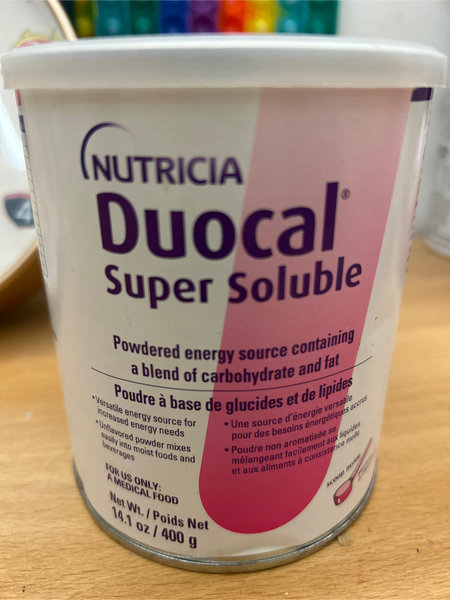 NUTRICIA
Duocal®
Super Soluble
Powdered energy source containing
a blend of carbohydrate and fat
Poudre à base de glucides et de lipides
•Versatile energy source for
increased energy needs
•Unflavored powder mixes
easily into moist foods and
beverages
• Une source d'énergie versatile
pour des besoins énergétiques accrus
• Poudre non aromatisée se
mélangeant facilement aux liquides
et aux aliments à consistance molle
FOR US ONLY:
A MEDICAL FOOD
Net Wt. / Poids Net
14.1 oz / 400 g
scoop inside